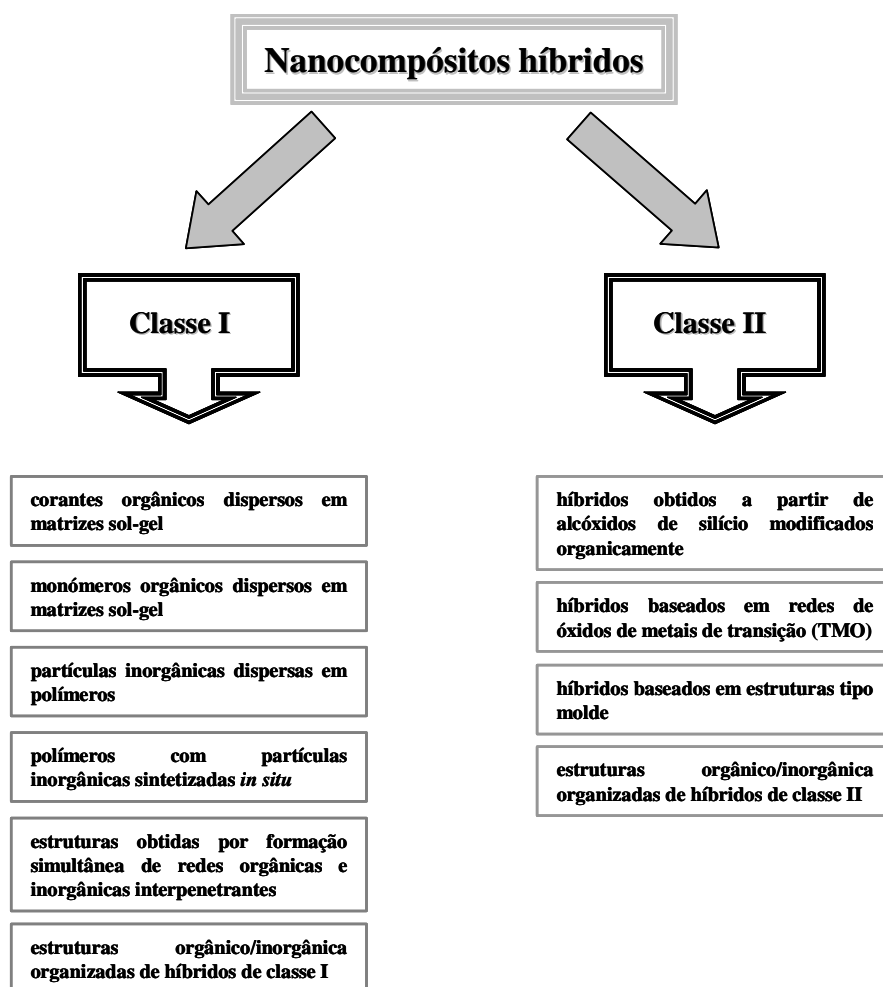 Nanocompósitos híbridos
Classe I
corantes orgânicos dispersos em
matrizes sol-gel
monómeros orgânicos dispersos em
matrizes sol-gel
partículas inorgânicas dispersas em
polímeros
polímeros com partículas
inorgânicas sintetizadas in situ
estruturas obtidas por formação
simultânea de redes orgânicas e
inorgânicas interpenetrantes
estruturas orgânico/inorgânica
organizadas de híbridos de classe I
Classe II
híbridos obtidos a partir de
alcóxidos de silício modificados
organicamente
híbridos baseados em redes de
óxidos de metais de transição (TMO)
híbridos baseados em estruturas tipo
molde
estruturas orgânico/inorgânica
organizadas de híbridos de classe II